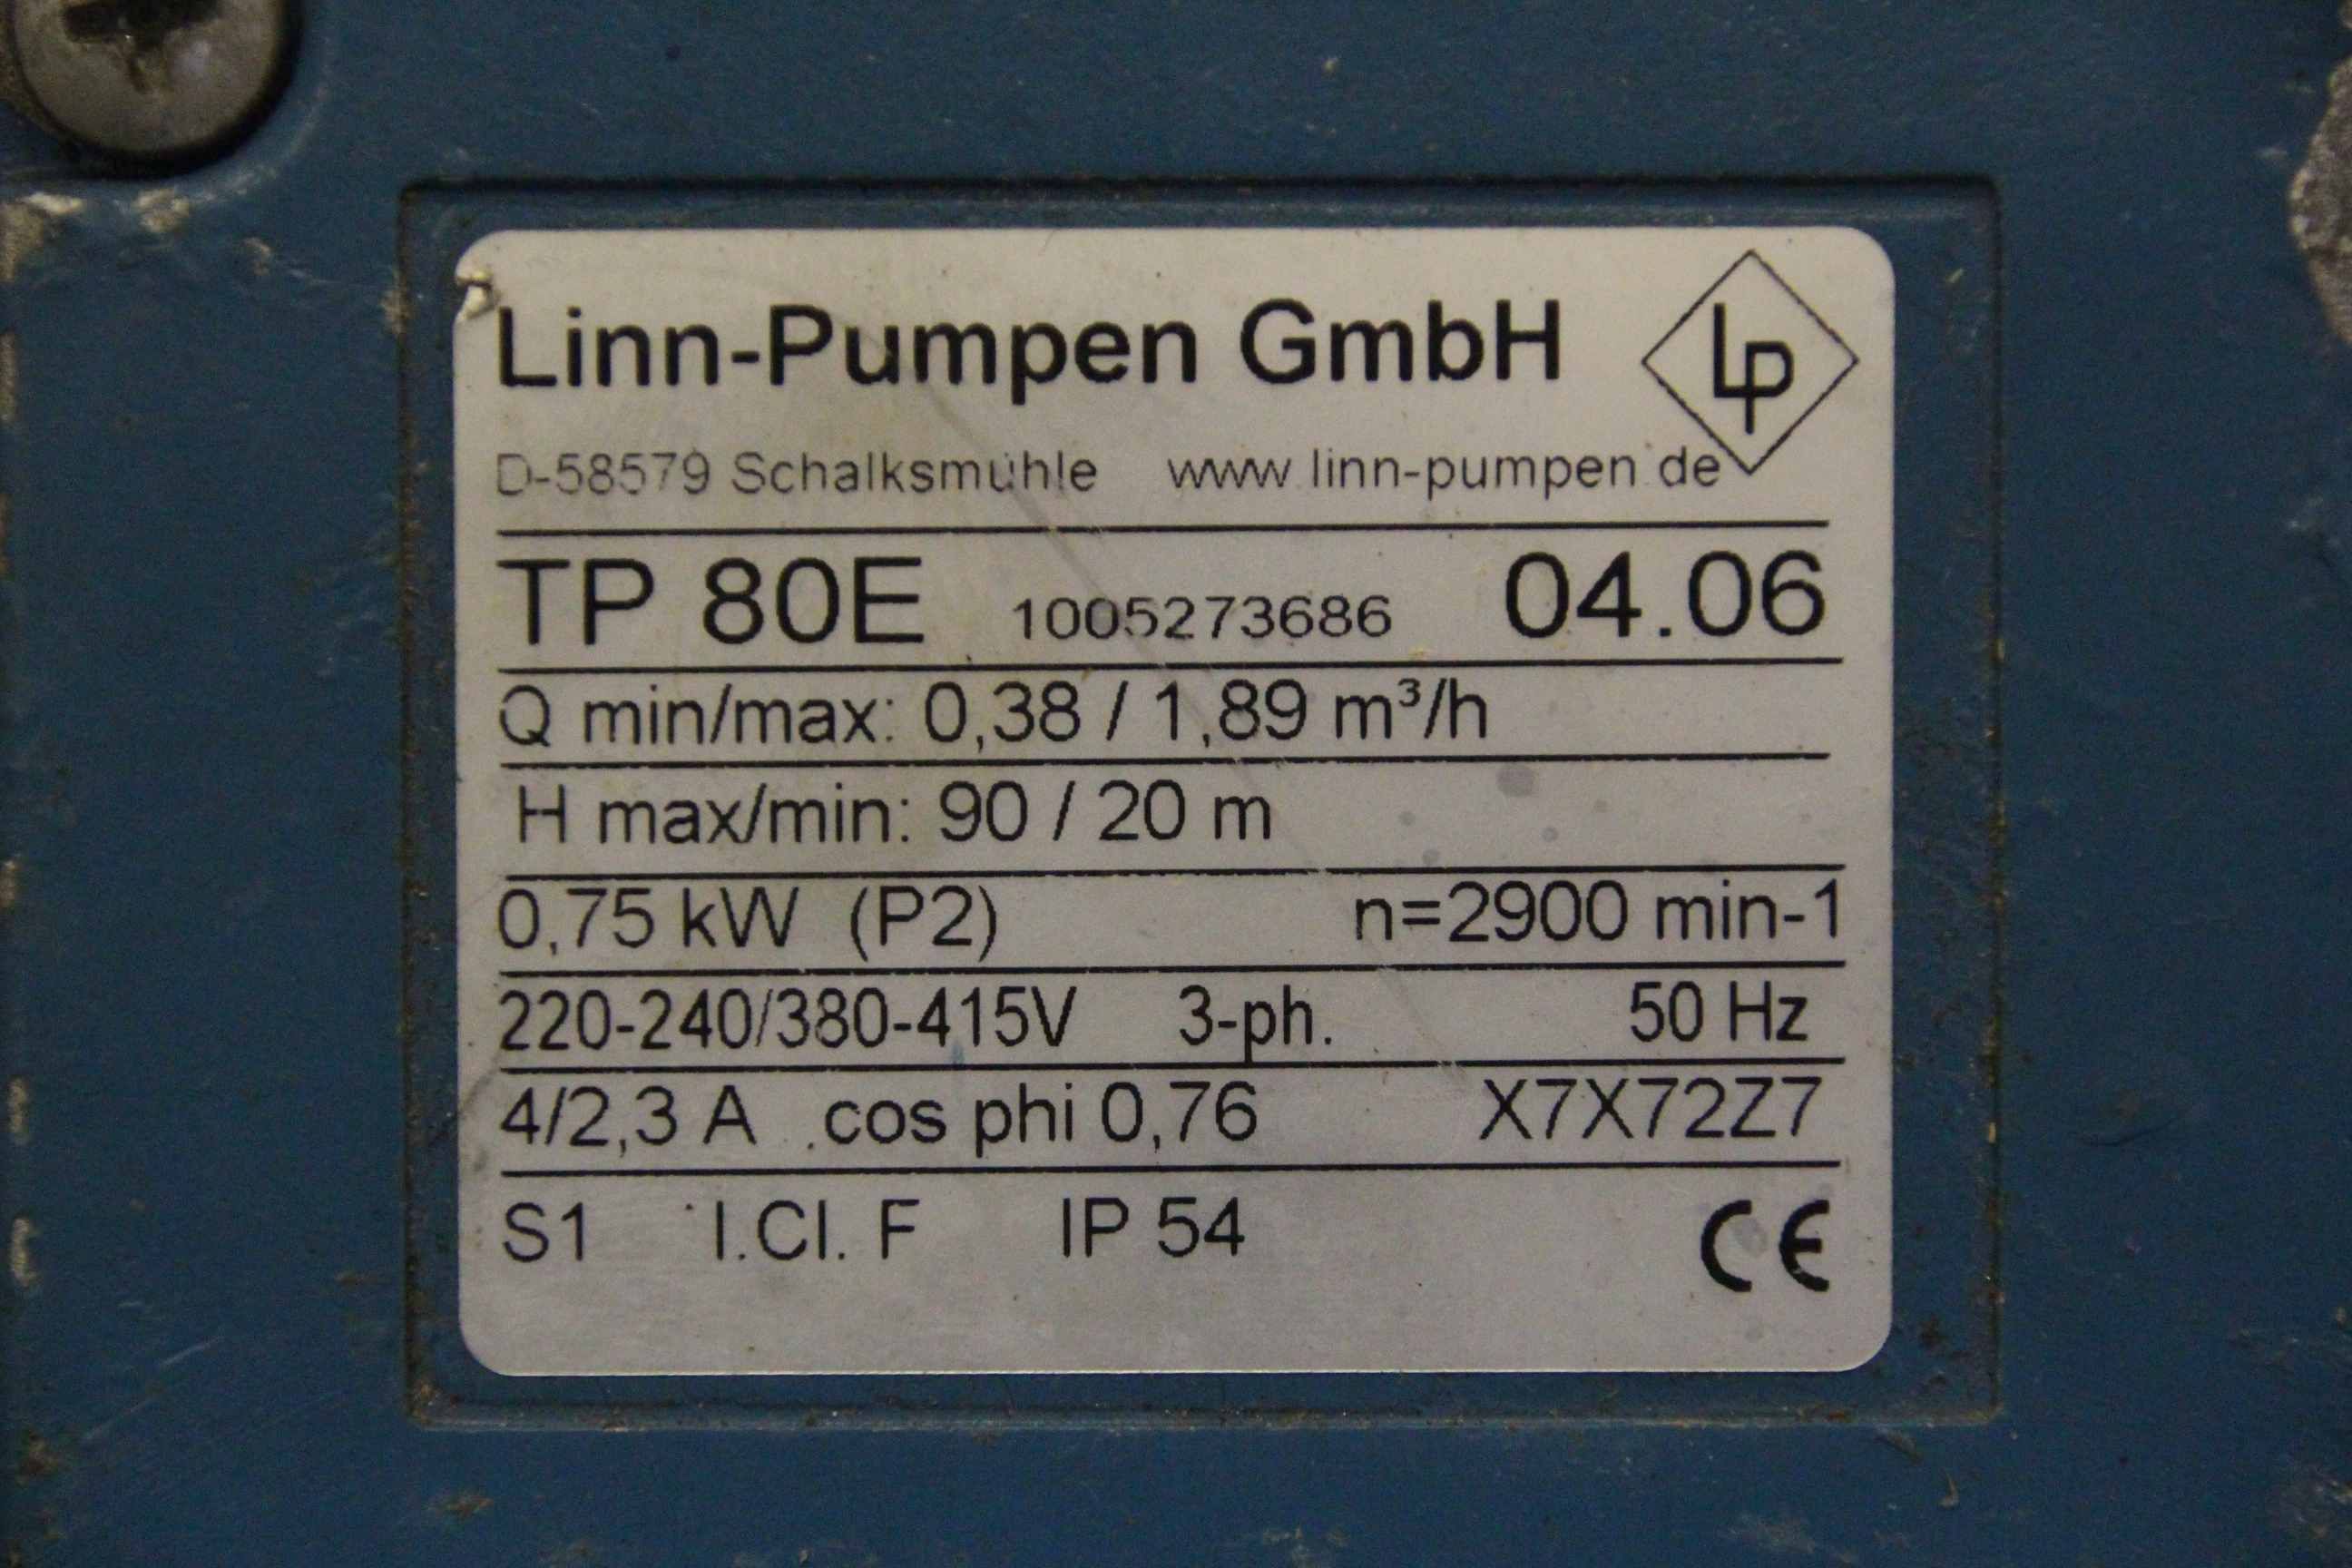 Linn-Pumpen GmbH LP
D-58579 Schalksmühle www.linn-pumpen.de
TP 80E 1005273686 04.06
Q min/max: 0,38 / 1,89 m³/h
H max/min: 90 / 20 m
0,75 kW (P2) n=2900 min-1
220-240/380-415V 3-ph. 50 Hz
4/2,3 A cos phi 0,76 X7X72Z7
S1 I.Cl. F IP 54 CE